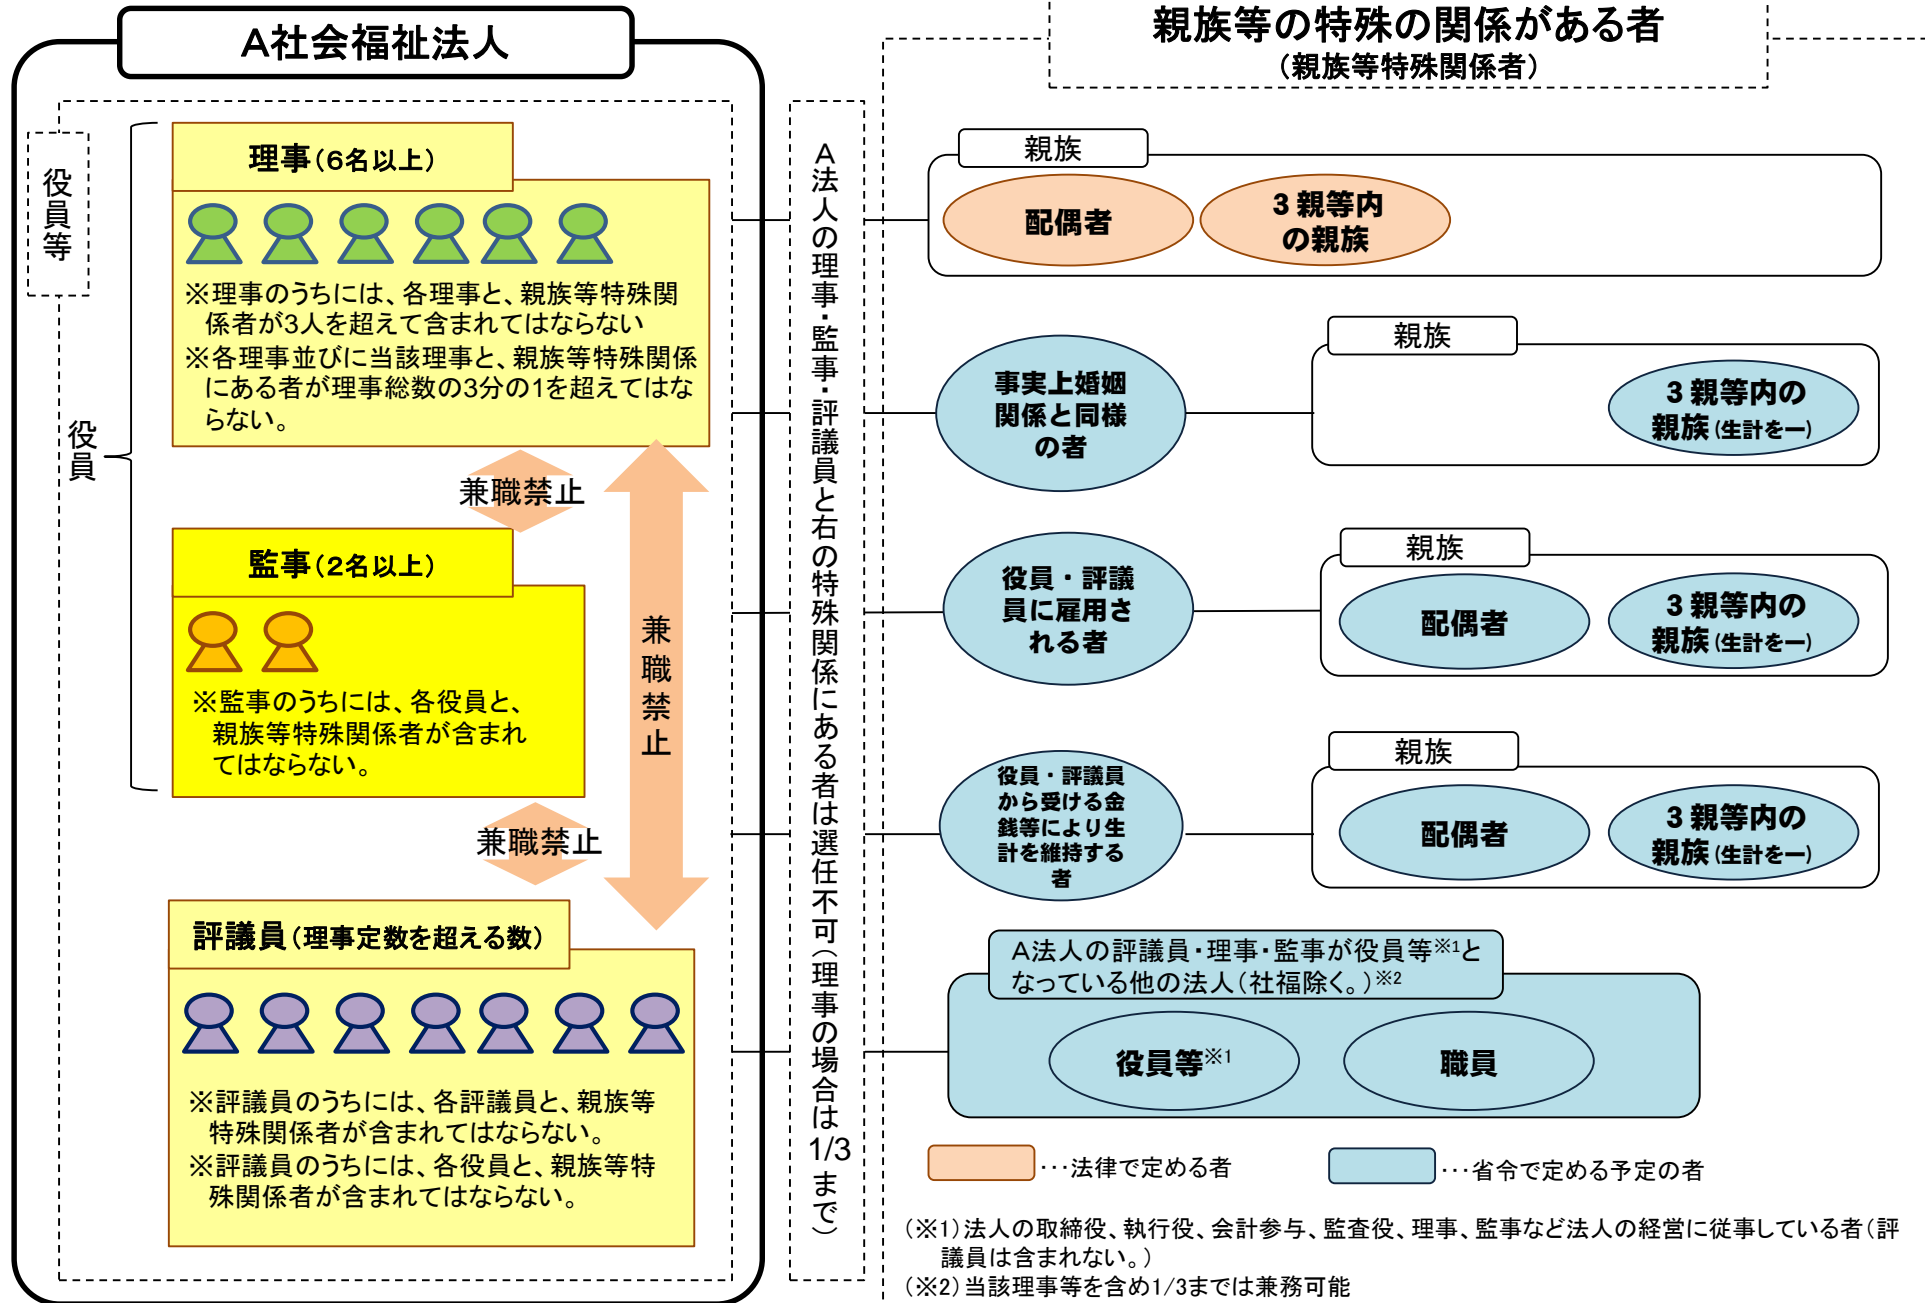 A社会福祉法人
役員等
役員
理事(6名以上)
※理事のうちには、各理事と、親族等特殊関
係者が3人を超えて含まれてはならない
※各理事並びに当該理事と、親族等特殊関係
にある者が理事総数の3分の1を超えてはな
らない。
兼職禁止
監事(2名以上)
※監事のうちには、各役員と、
親族等特殊関係者が含まれ
てはならない。
兼職禁止
兼職禁止
評議員(理事定数を超える数)
※評議員のうちには、各評議員と、親族等
特殊関係者が含まれてはならない。
※評議員のうちには、各役員と、親族等特
殊関係者が含まれてはならない。
A法人の理事・監事・評議員と右の特殊関係にある者は選任不可(理事の場合は1/3まで)
親族等の特殊の関係がある者
(親族等特殊関係者)
親族
配偶者
3親等内
の親族
事実上婚姻
関係と同様
の者
親族
3親等内の
親族(生計を一)
役員・評議
員に雇用さ
れる者
親族
配偶者
3親等内の
親族(生計を一)
役員・評議員
から受ける金
銭等により生
計を維持する
者
親族
配偶者
3親等内の
親族(生計を一)
A法人の評議員・理事・監事が役員等※1と
なっている他の法人(社福除く。)※2
役員等※1
職員
…法律で定める者
…省令で定める予定の者
(※1)法人の取締役、執行役、会計参与、監査役、理事、監事など法人の経営に従事している者(評
議員は含まれない。)
(※2)当該理事等を含め1/3までは兼務可能